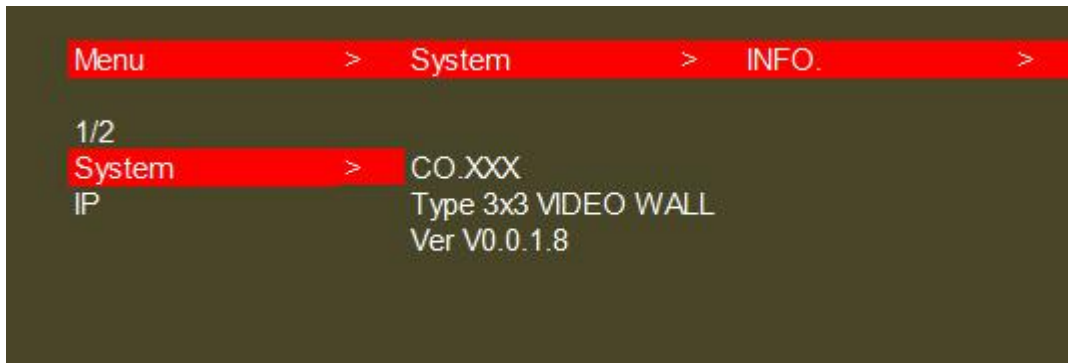 Menu > System > INFO. >
1/2
System > CO.XXX
IP Type 3x3 VIDEO WALL
Ver V0.0.1.8